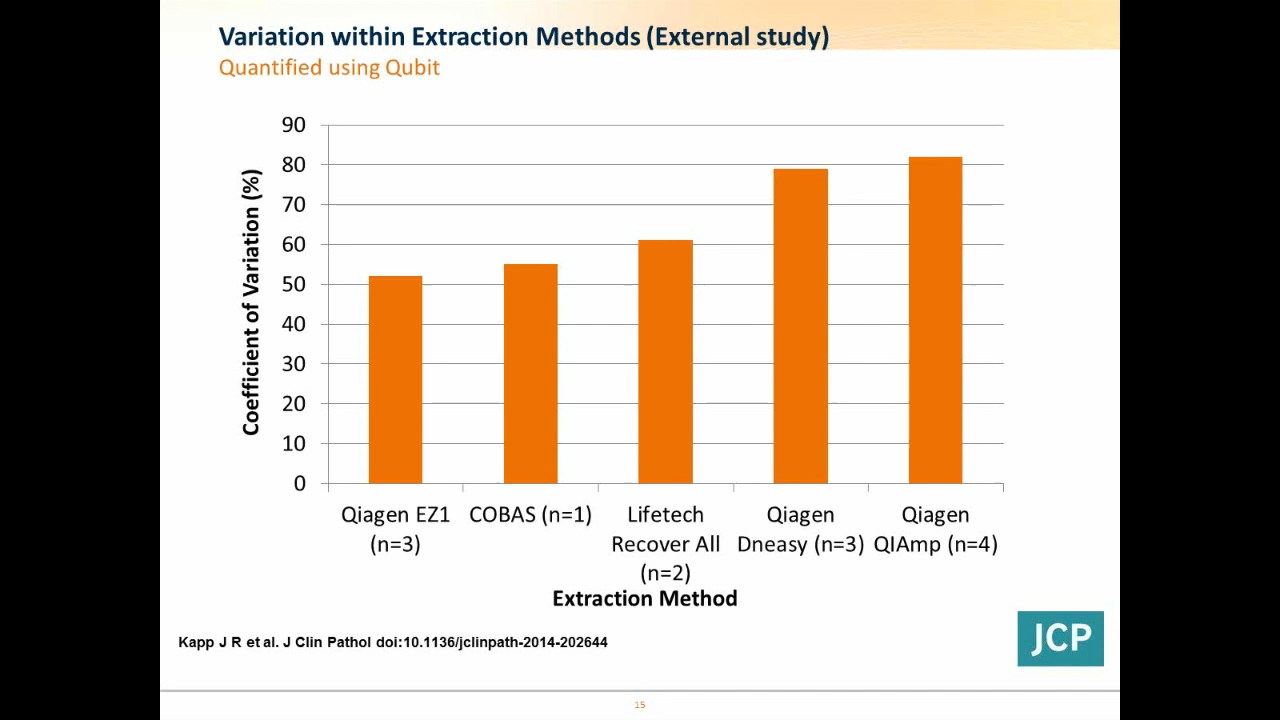 Variation within Extraction Methods (External study)
Quantified using Qubit
90
80
70
60
50
40
30
20
10
0
Coefficient of Variation (%)
Qiagen EZ1
(n=3)
COBAS (n=1)
Lifetech
Recover All
(n=2)
Qiagen
Dneasy (n=3)
Qiagen
QIAmp (n=4)
Extraction Method
Kapp J R et al. J Clin Pathol doi:10.1136/jclinpath-2014-202644
JCP
15